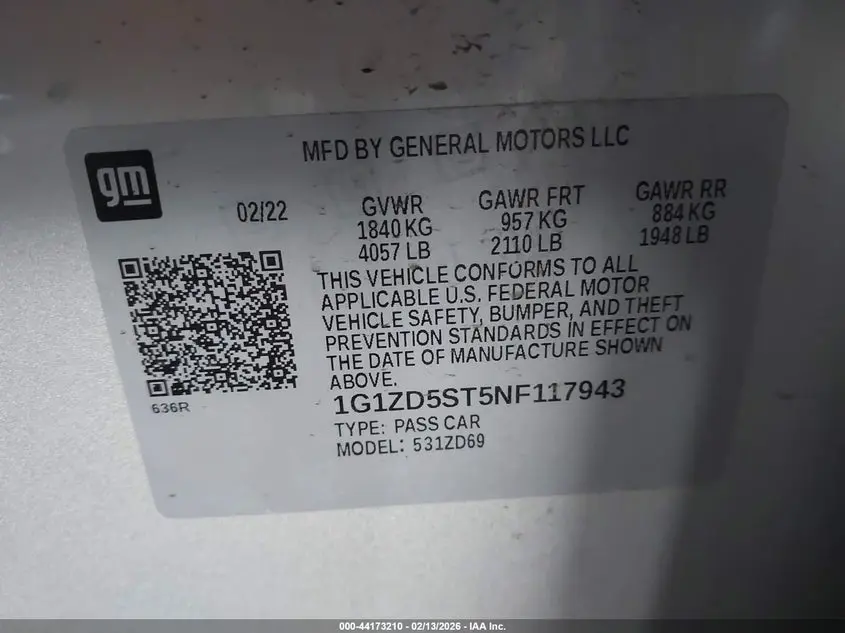 MFD BY GENERAL MOTORS LLC
gm
02/22
GVWR
1840 KG
4057 LB
GAWR FRT
957 KG
2110 LB
GAWR RR
884 KG
1948 LB
THIS VEHICLE CONFORMS TO ALL
APPLICABLE U.S. FEDERAL MOTOR
VEHICLE SAFETY, BUMPER, AND THEFT
PREVENTION STANDARDS IN EFFECT ON
THE DATE OF MANUFACTURE SHOWN
ABOVE.
636R
1G1ZD5ST5NF117943
TYPE: PASS CAR
MODEL: 531ZD69
000-44173210 - 02/13/2026 - IAA Inc.